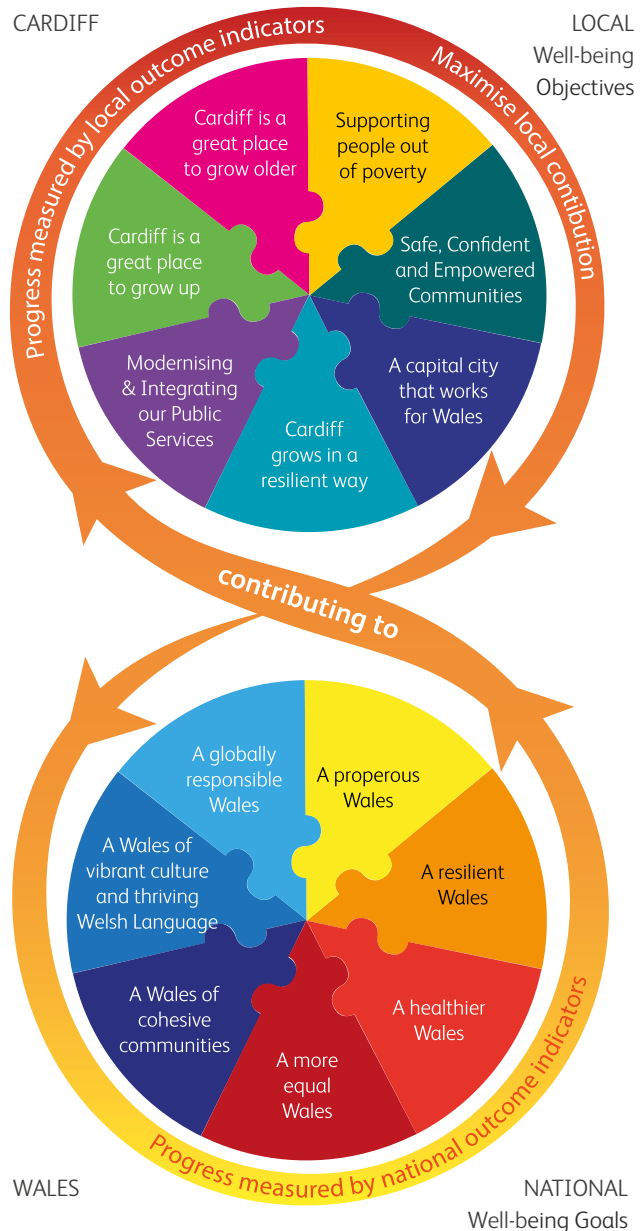 CARDIFF
LOCAL
Well-being
Objectives
Progress measured by local outcome indicators
Maximise local contibution
Cardiff is a
great place
to grow older
Supporting
people out
of poverty
Cardiff is a
great place
to grow up
Safe, Confident
and Empowered
Communities
Modernising
& Integrating
our Public
Services
A capital city
that works
for Wales
Cardiff
grows in a
resilient way
contributing to
A globally
responsible
Wales
A properous
Wales
A Wales of
vibrant culture
and thriving
Welsh Language
A resilient
Wales
A Wales of
cohesive
communities
A healthier
Wales
A more
equal
Wales
Progress measured by national outcome indicators
WALES
NATIONAL
Well-being Goals